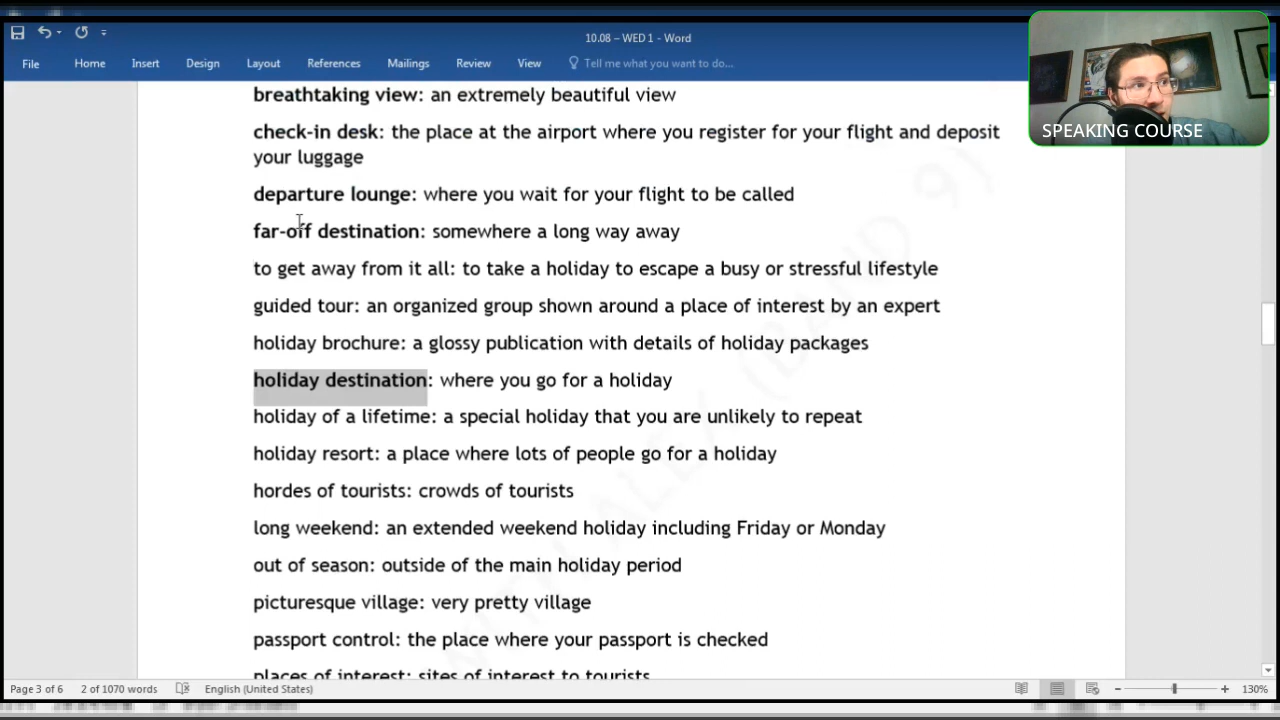 10.08 – WED 1 - Word
File Home Insert Design Layout References Mailings Review View Tell me what you want to do...
SPEAKING COURSE
breathtaking view: an extremely beautiful view
check-in desk: the place at the airport where you register for your flight and deposit
your luggage
departure lounge: where you wait for your flight to be called
far-off destination: somewhere a long way away
to get away from it all: to take a holiday to escape a busy or stressful lifestyle
guided tour: an organized group shown around a place of interest by an expert
holiday brochure: a glossy publication with details of holiday packages
holiday destination: where you go for a holiday
holiday of a lifetime: a special holiday that you are unlikely to repeat
holiday resort: a place where lots of people go for a holiday
hordes of tourists: crowds of tourists
long weekend: an extended weekend holiday including Friday or Monday
out of season: outside of the main holiday period
picturesque village: very pretty village
passport control: the place where your passport is checked
places of interest: sites of interest to tourists
Page 3 of 6 2 of 1070 words English (United States) 130%